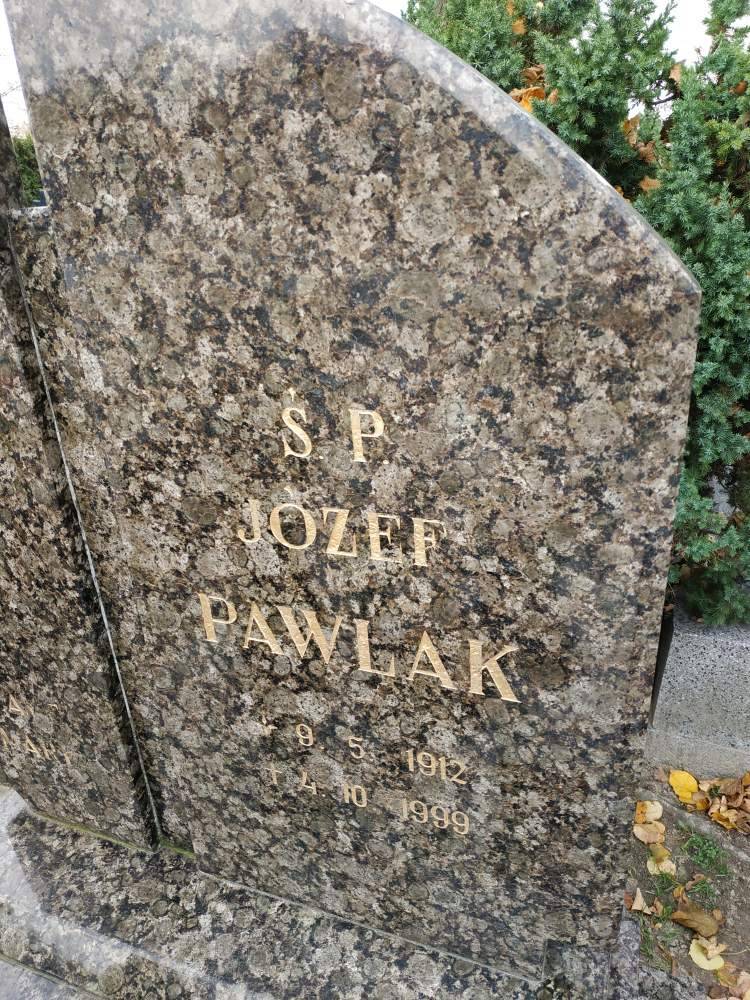 Ś P
JÓZEF
PAWLAK
* 9. 5 1912
† 4. 10 1999